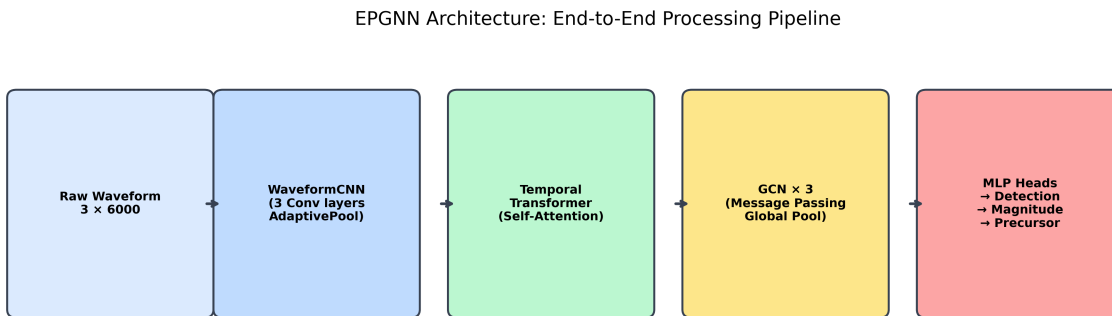 EPGNN Architecture: End-to-End Processing Pipeline
Raw Waveform
3 × 6000
WaveformCNN
(3 Conv layers
AdaptivePool)
Temporal
Transformer
(Self-Attention)
GCN × 3
(Message Passing
Global Pool)
MLP Heads
→ Detection
→ Magnitude
→ Precursor